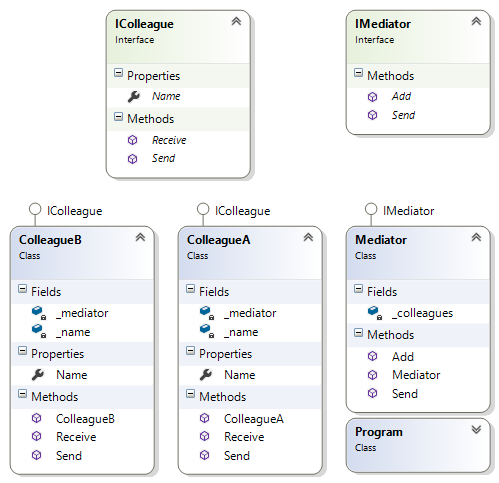 IColleague
Interface
Properties
Name
Methods
Receive
Send
IMediator
Interface
Methods
Add
Send
IColleague
ColleagueB
Class
Fields
_mediator
_name
Properties
Name
Methods
ColleagueB
Receive
Send
IColleague
ColleagueA
Class
Fields
_mediator
_name
Properties
Name
Methods
ColleagueA
Receive
Send
IMediator
Mediator
Class
Fields
_colleagues
Methods
Add
Mediator
Send
Program
Class